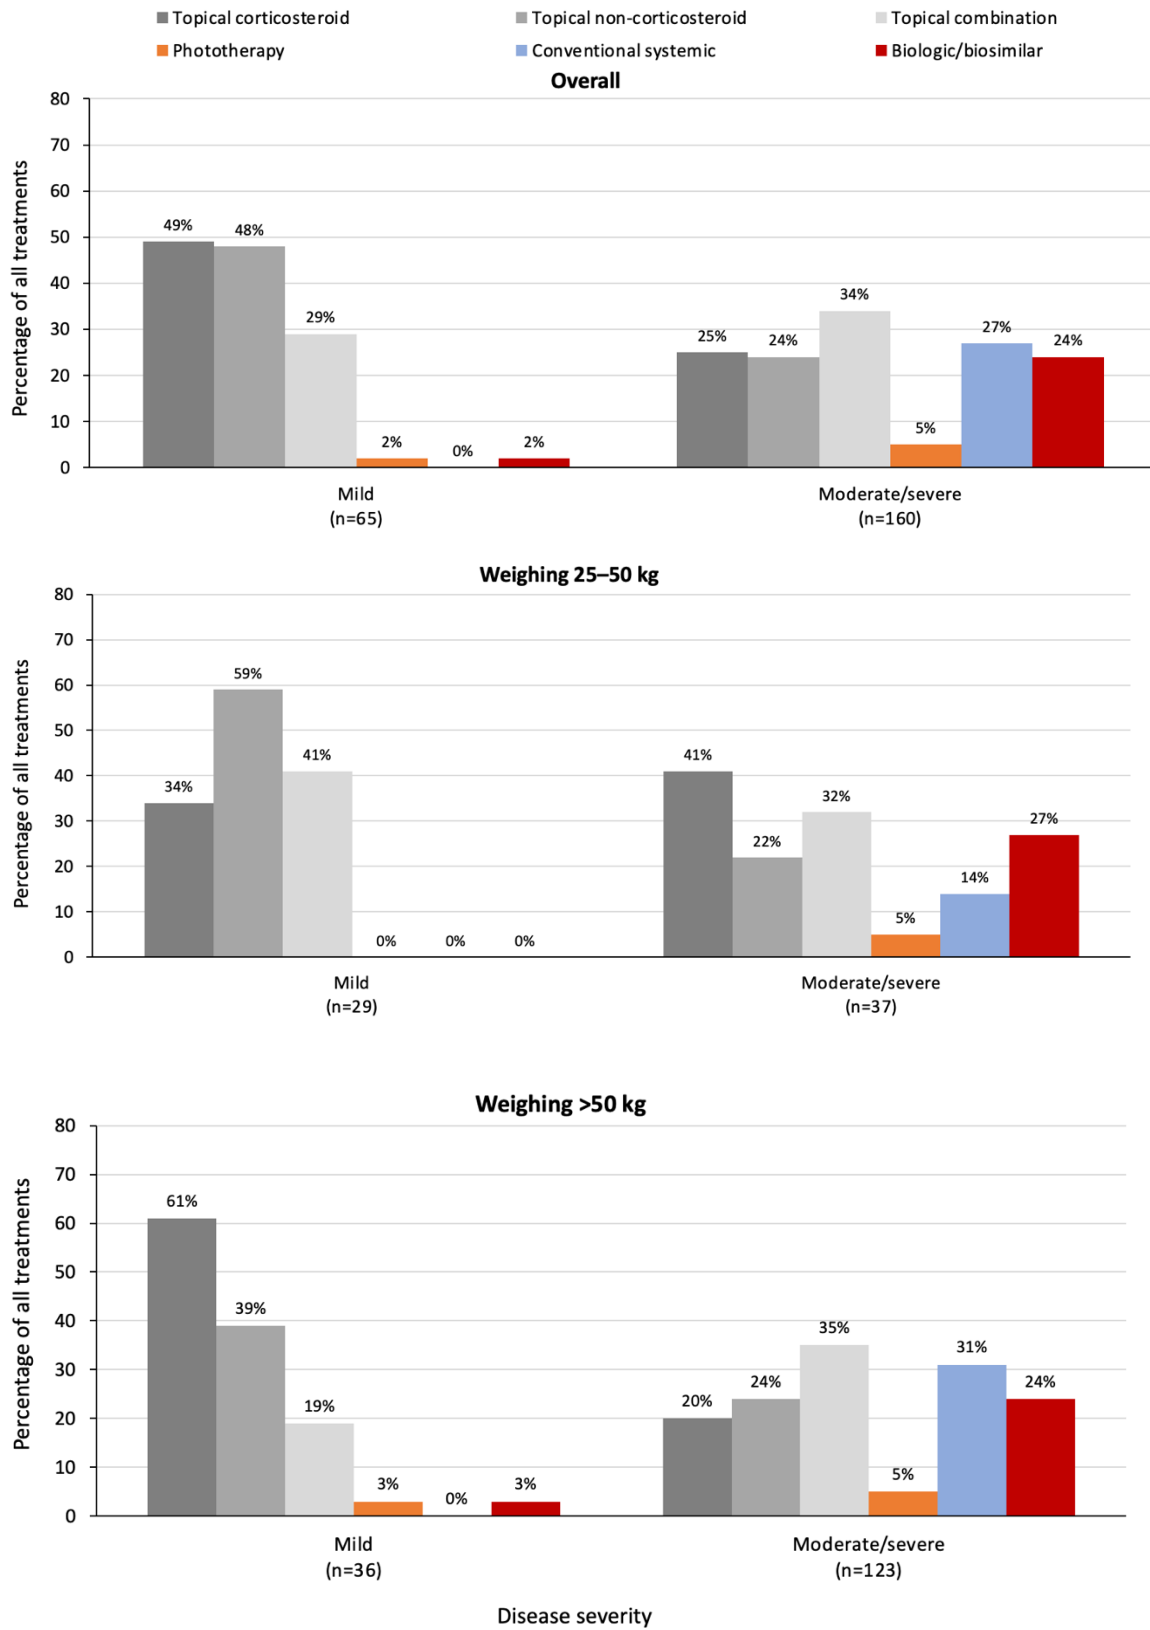 Topical corticosteroid Topical non-corticosteroid Topical combination
Phototherapy Conventional systemic Biologic/biosimilar
Overall
Percentage of all treatments
80
70
60
50
40
30
20
10
0
49% 48% 29% 2% 0% 2%
25% 24% 34% 5% 27% 24%
Mild Moderate/severe
(n=65) (n=160)
Weighing 25–50 kg
Percentage of all treatments
80
70
60
50
40
30
20
10
0
34% 59% 41% 0% 0% 0%
41% 22% 32% 5% 14% 27%
Mild Moderate/severe
(n=29) (n=37)
Weighing >50 kg
Percentage of all treatments
80
70
60
50
40
30
20
10
0
61% 39% 19% 3% 0% 3%
20% 24% 35% 5% 31% 24%
Mild Moderate/severe
(n=36) (n=123)
Disease severity